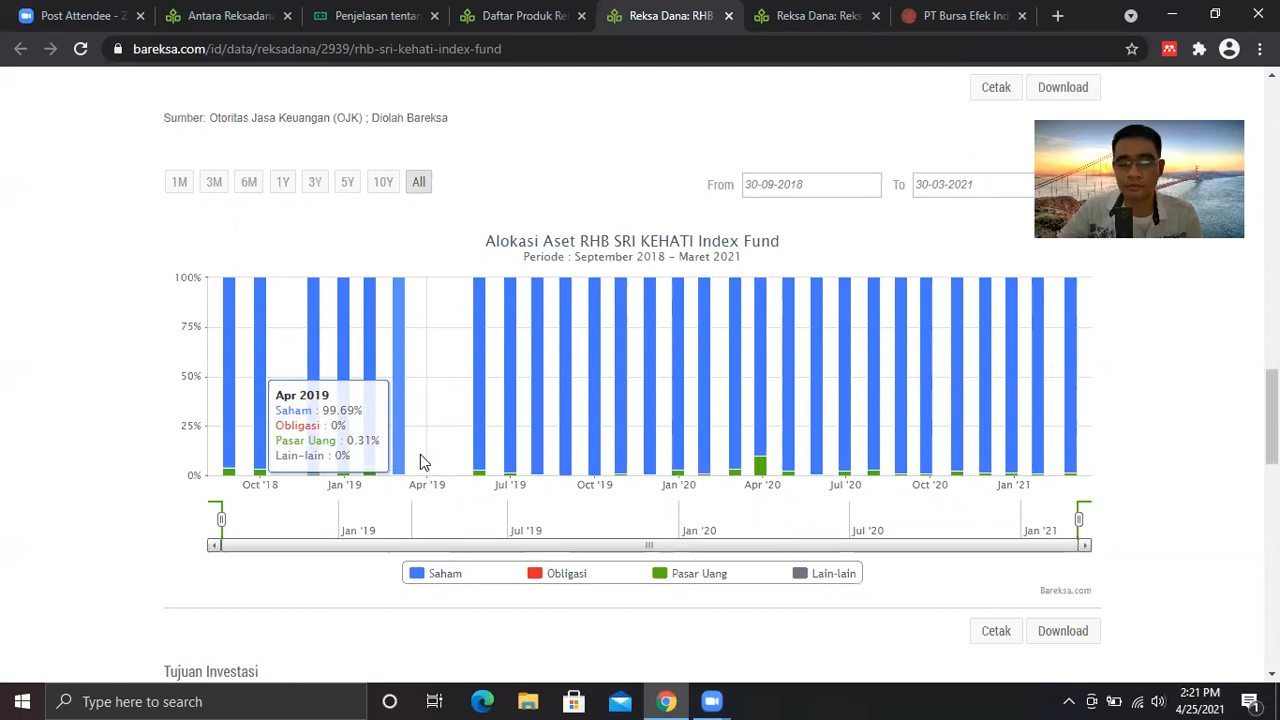 Post Attendee - Z
Antara Reksadana
Penjelasan tentan
Daftar Produk Re
Reksa Dana: RHB
Reksa Dana: Reks
PT Bursa Efek Ind
bareksa.com/id/data/reksadana/2939/rhb-sri-kehati-index-fund
Cetak
Download
Sumber: Otoritas Jasa Keuangan (OJK) ; Diolah Bareksa
1M 3M 6M 1Y 3Y 5Y 10Y All
From 30-09-2018 To 30-03-2021
Alokasi Aset RHB SRI KEHATI Index Fund
Periode : September 2018 – Maret 2021
100%
75%
50%
25%
0%
Apr 2019
Saham : 99.69%
Obligasi : 0%
Pasar Uang : 0.31%
Lain-lain : 0%
Oct '18 Jan '19 Apr '19 Jul '19 Oct '19 Jan '20 Apr '20 Jul '20 Oct '20 Jan '21
Jan '19 Jul '19 Jan '20 Jul '20 Jan '21
Saham Obligasi Pasar Uang Lain-lain
Bareksa.com
Cetak
Download
Tujuan Investasi
Type here to search
2:21 PM
4/25/2021
1